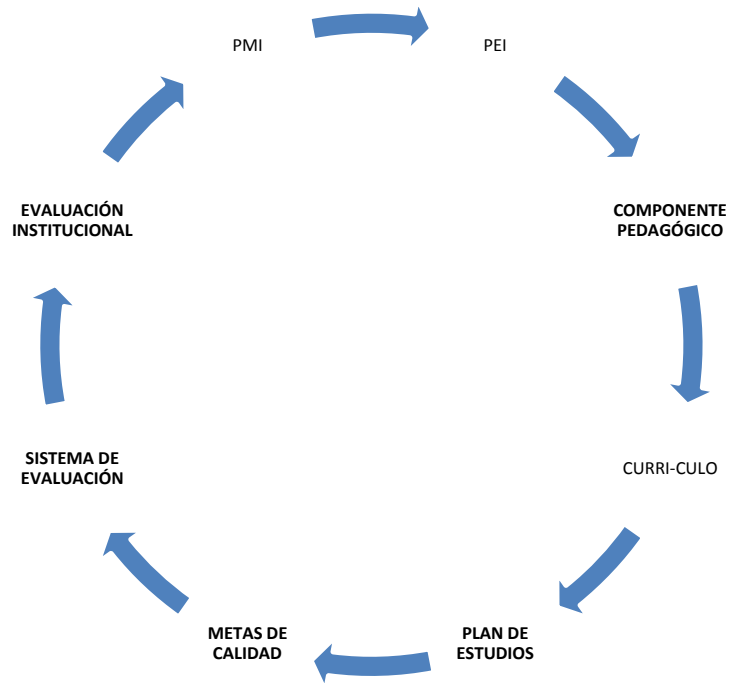 PMI
PEI
COMPONENTE
PEDAGÓGICO
CURRI-CULO
PLAN DE
ESTUDIOS
METAS DE
CALIDAD
SISTEMA DE
EVALUACIÓN
EVALUACIÓN
INSTITUCIONAL